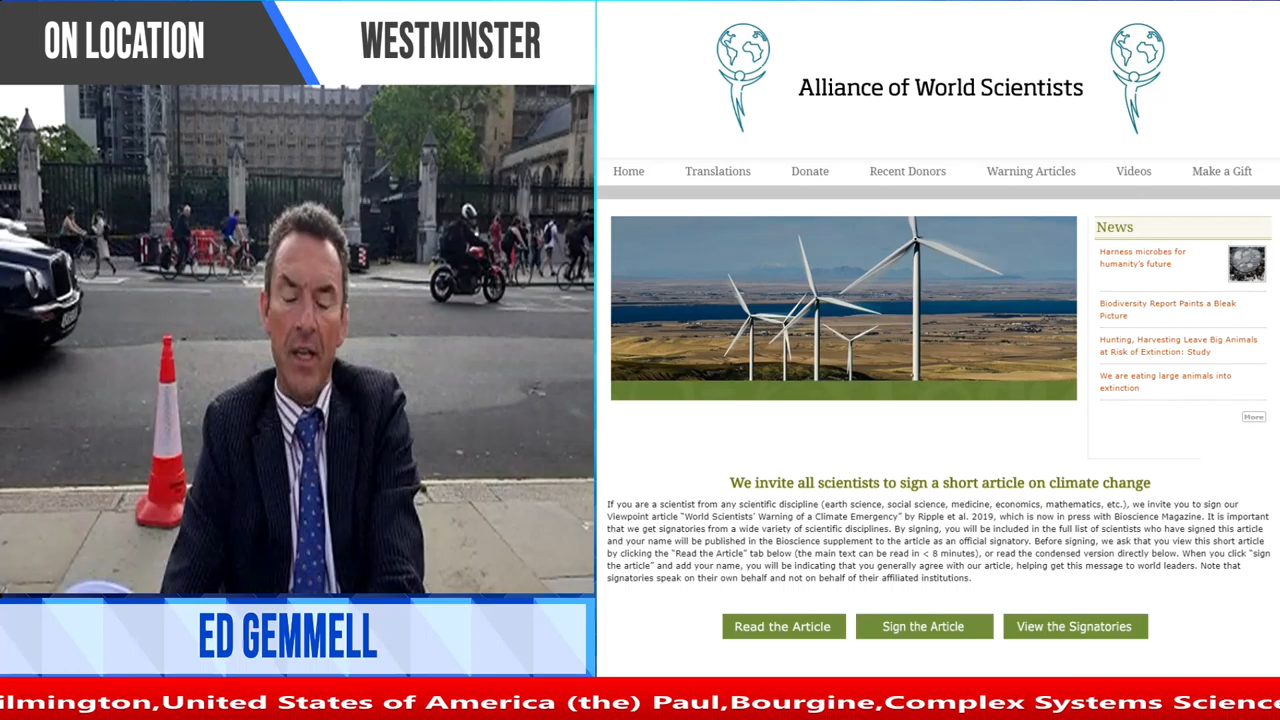 ON LOCATION
WESTMINSTER
Alliance of World Scientists
Home Translations Donate Recent Donors Warning Articles Videos Make a Gift
News
Harness microbes for
humanity's future
Biodiversity Report Paints a Bleak
Picture
Hunting, Harvesting Leave Big Animals
at Risk of Extinction: Study
We are eating large animals into
extinction
More
We invite all scientists to sign a short article on climate change
If you are a scientist from any scientific discipline (earth science, social science, medicine, economics, mathematics, etc.), we invite you to sign our
Viewpoint article “World Scientists’ Warning of a Climate Emergency” by Ripple et al. 2019, which is now in press with Bioscience Magazine. It is important
that we get signatories from a wide variety of scientific disciplines. By signing, you will be included in the full list of scientists who have signed this article
and your name will be published in the Bioscience supplement to the article as an official signatory. Before signing, we ask that you view this short article
by clicking the “Read the Article” tab below (the main text can be read in < 8 minutes), or read the condensed version directly below. When you click “sign
the article” and add your name, you will be indicating that you generally agree with our article, helping get this message to world leaders. Note that
signatories speak on their own behalf and not on behalf of their affiliated institutions.
Read the Article Sign the Article View the Signatories
ED GEMMELL
ilmington,United States of America (the) Paul,Bourgine,Complex Systems Scienc